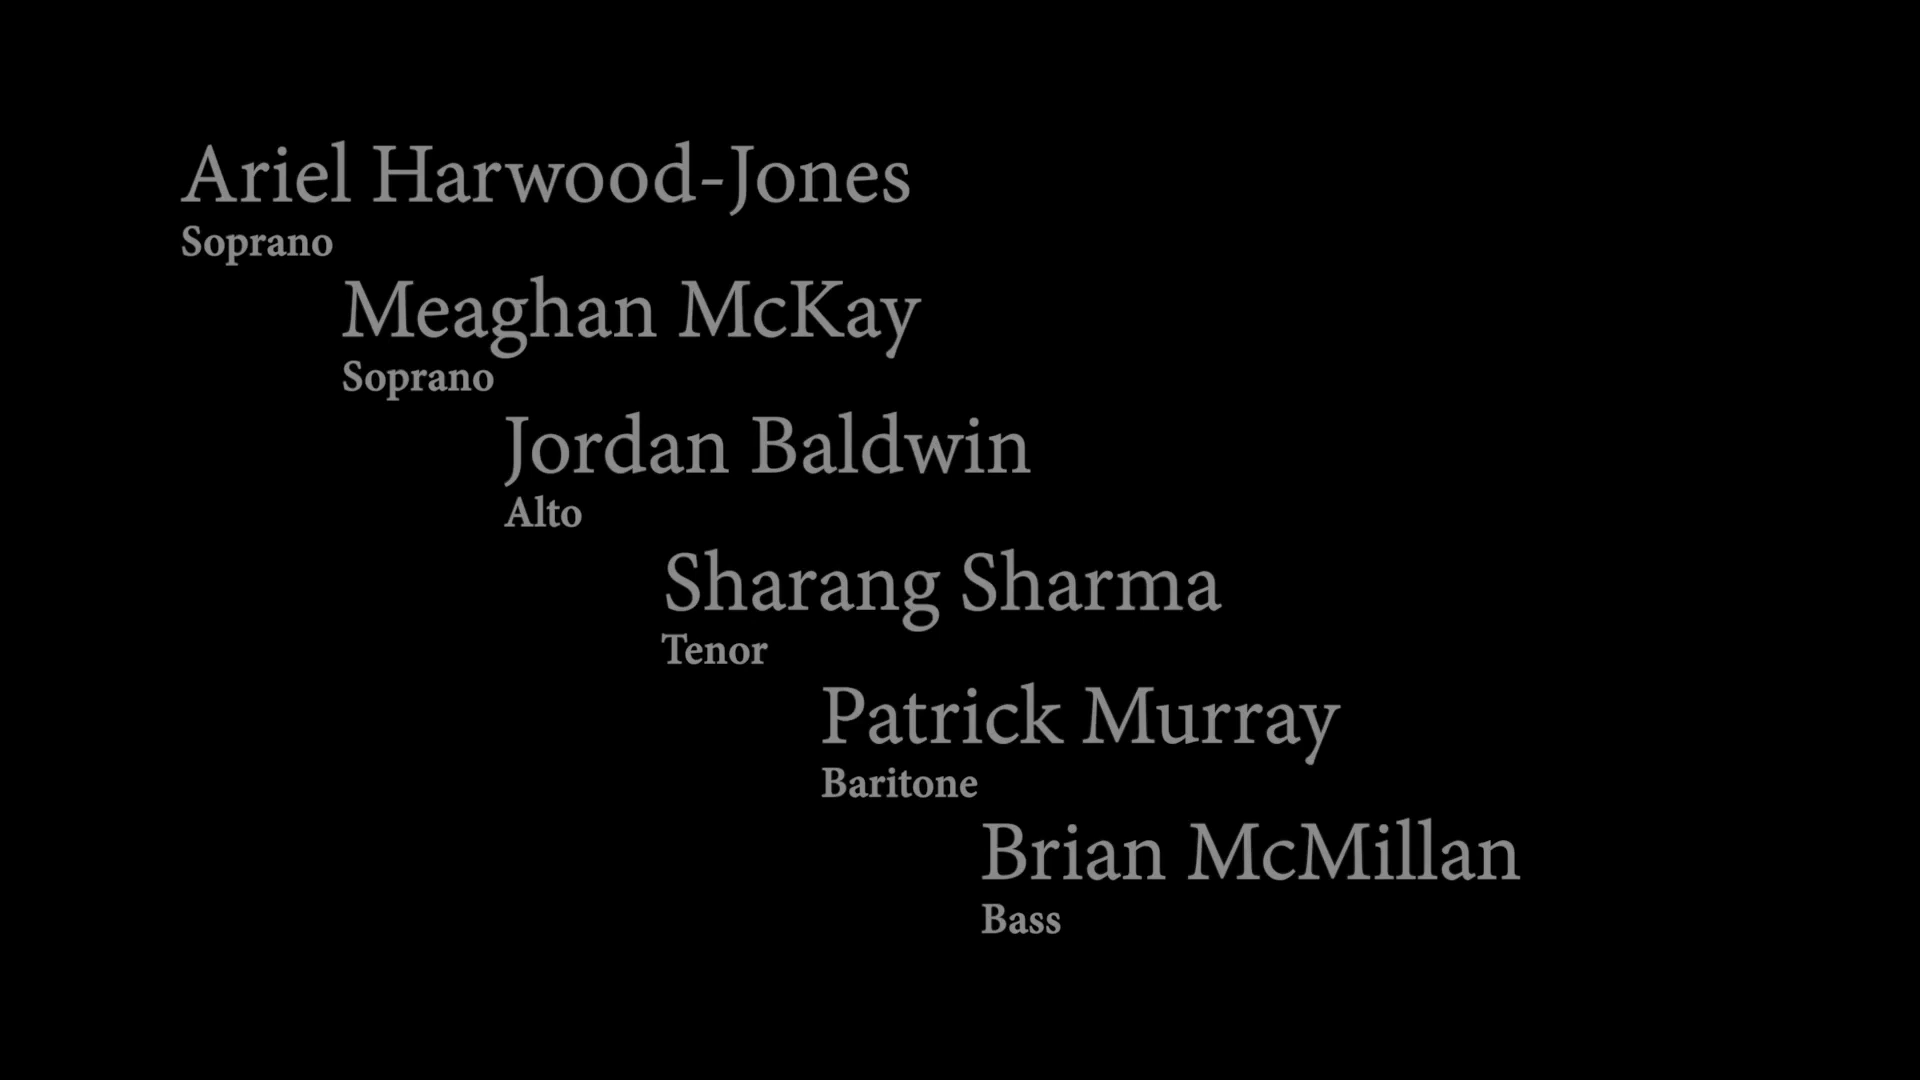 Ariel Harwood-Jones
Soprano
Meaghan McKay
Soprano
Jordan Baldwin
Alto
Sharang Sharma
Tenor
Patrick Murray
Baritone
Brian McMillan
Bass